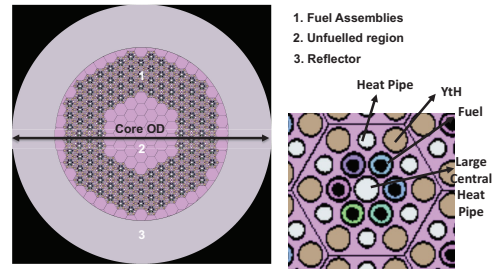 1. Fuel Assemblies
2. Unfuelled region
3. Reflector
1
Core OD
2
3
Heat Pipe
YtH
Fuel
Large
Central
Heat
Pipe